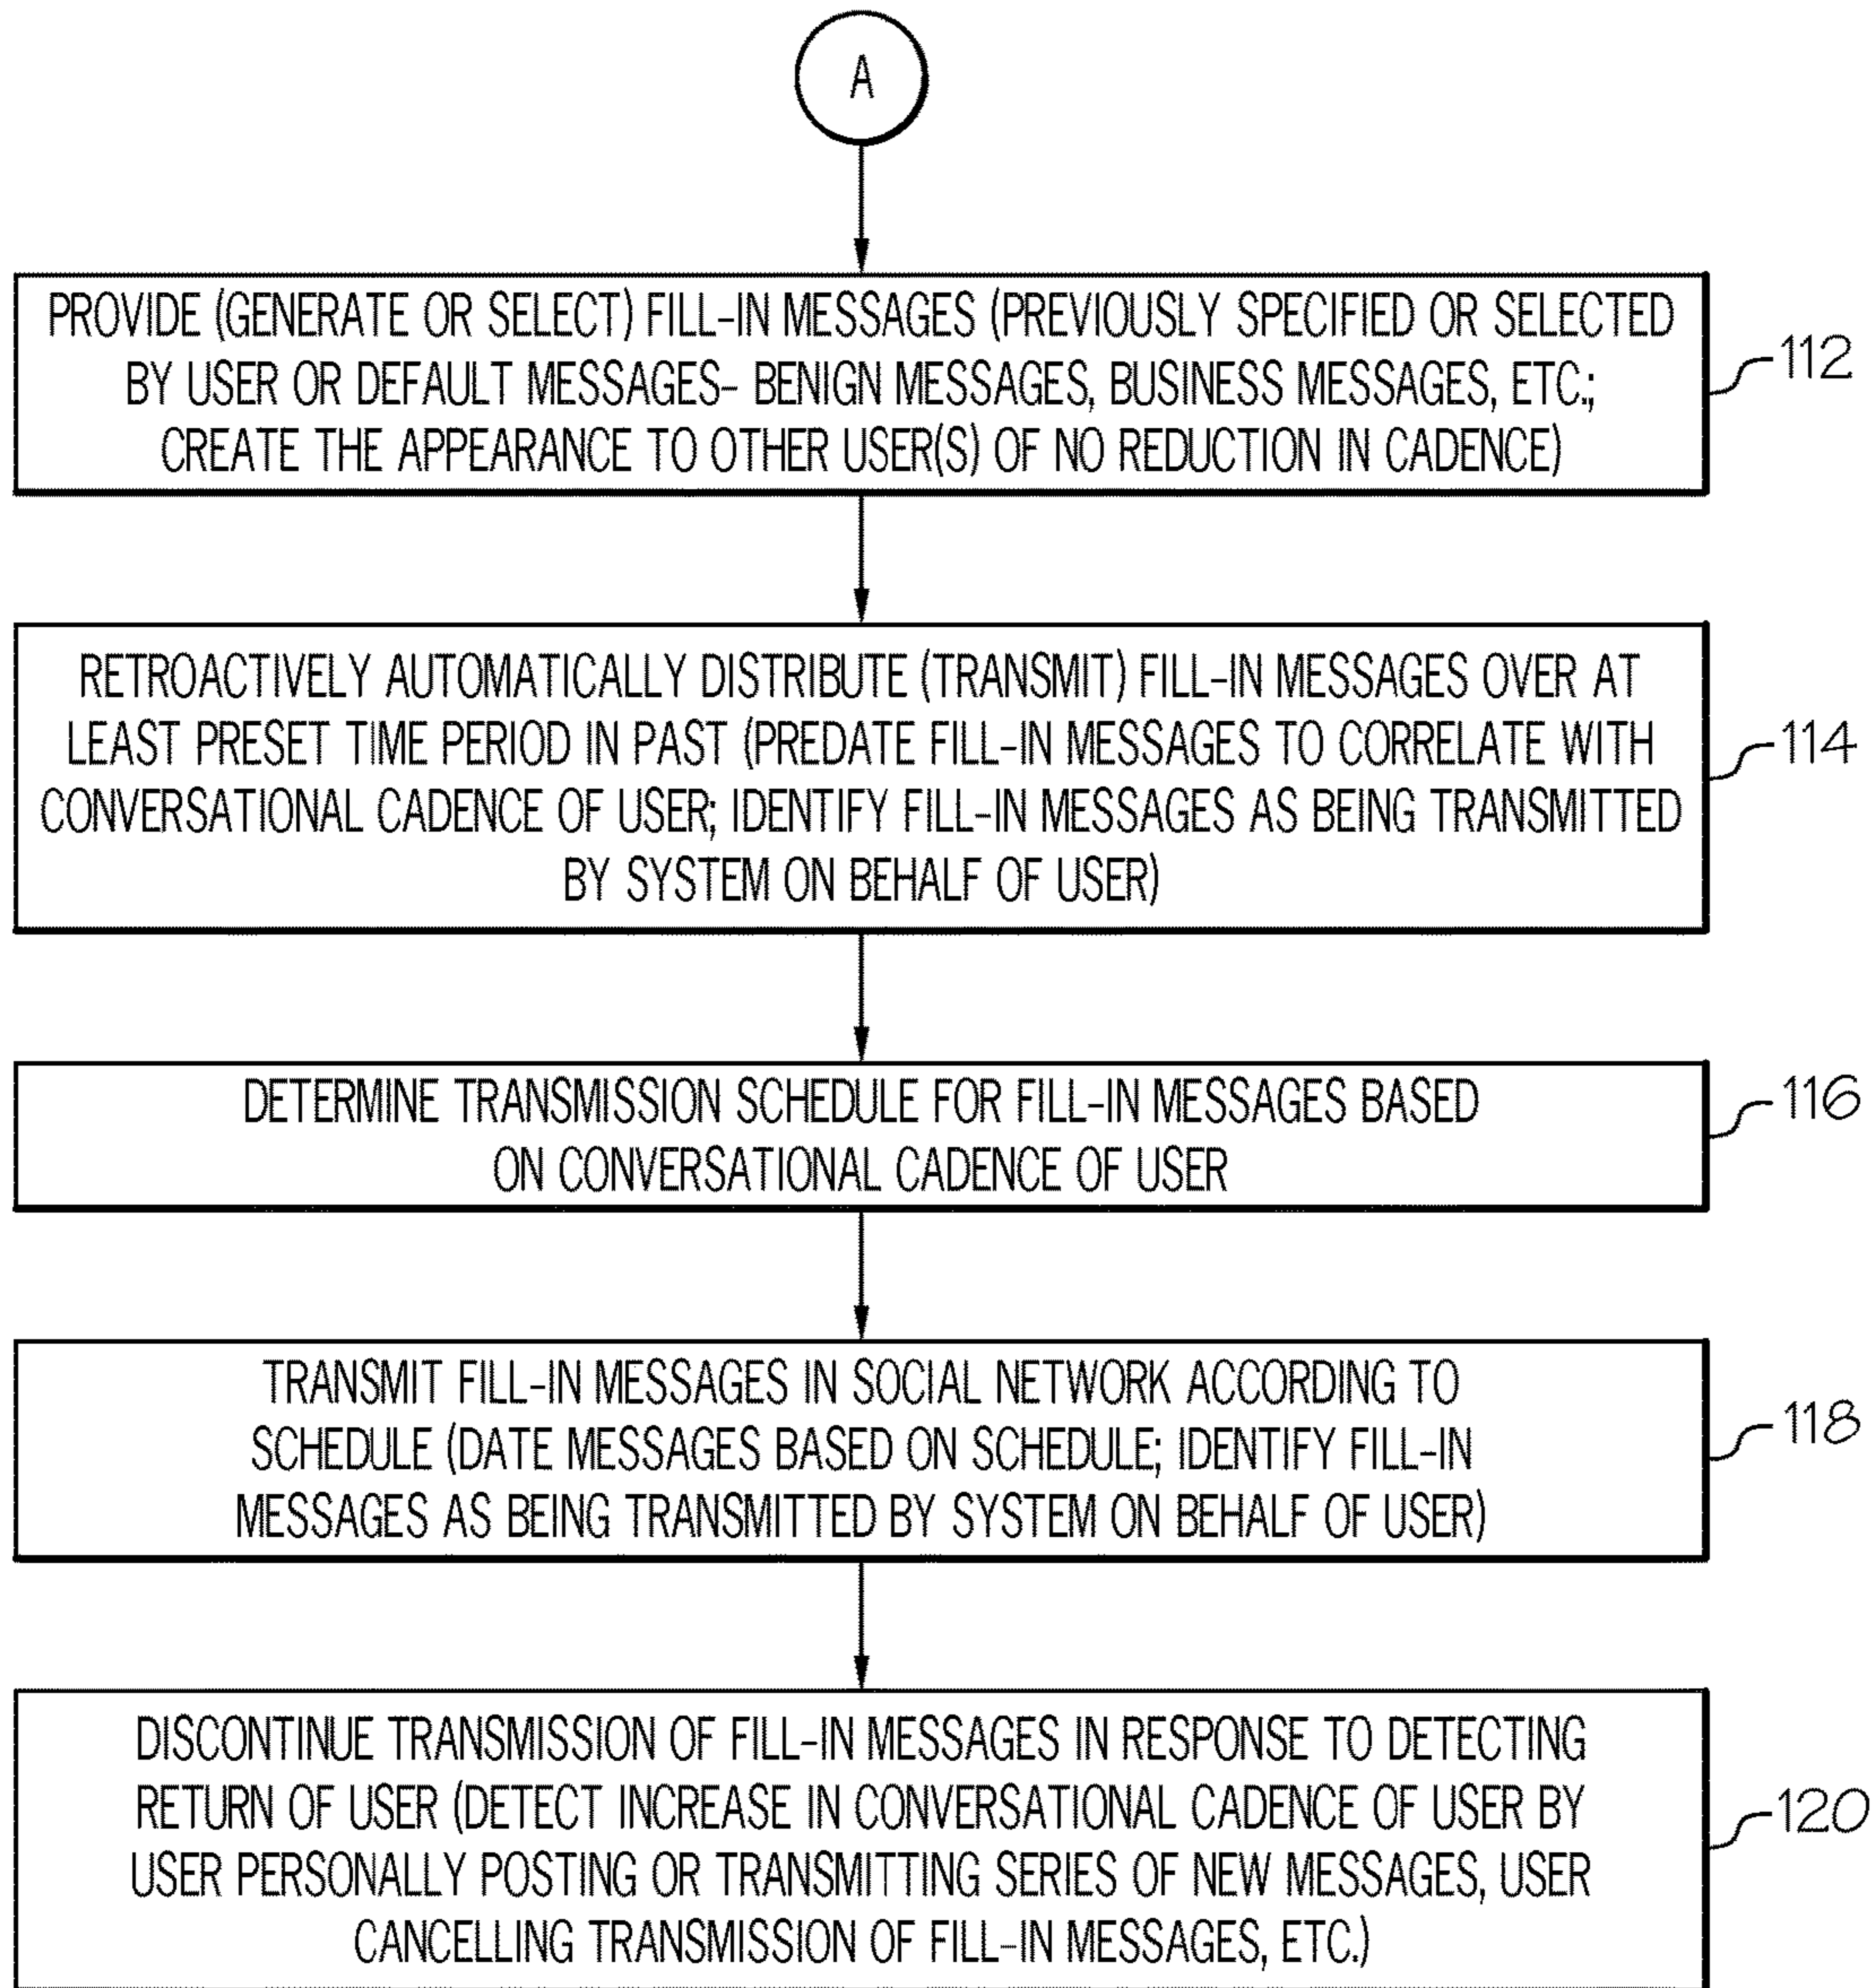 A
PROVIDE (GENERATE OR SELECT) FILL-IN MESSAGES (PREVIOUSLY SPECIFIED OR SELECTED
BY USER OR DEFAULT MESSAGES- BENIGN MESSAGES, BUSINESS MESSAGES, ETC.;
CREATE THE APPEARANCE TO OTHER USER(S) OF NO REDUCTION IN CADENCE)
112
RETROACTIVELY AUTOMATICALLY DISTRIBUTE (TRANSMIT) FILL-IN MESSAGES OVER AT
LEAST PRESET TIME PERIOD IN PAST (PREDATE FILL-IN MESSAGES TO CORRELATE WITH
CONVERSATIONAL CADENCE OF USER; IDENTIFY FILL-IN MESSAGES AS BEING TRANSMITTED
BY SYSTEM ON BEHALF OF USER)
114
DETERMINE TRANSMISSION SCHEDULE FOR FILL-IN MESSAGES BASED
ON CONVERSATIONAL CADENCE OF USER
116
TRANSMIT FILL-IN MESSAGES IN SOCIAL NETWORK ACCORDING TO
SCHEDULE (DATE MESSAGES BASED ON SCHEDULE; IDENTIFY FILL-IN
MESSAGES AS BEING TRANSMITTED BY SYSTEM ON BEHALF OF USER)
118
DISCONTINUE TRANSMISSION OF FILL-IN MESSAGES IN RESPONSE TO DETECTING
RETURN OF USER (DETECT INCREASE IN CONVERSATIONAL CADENCE OF USER BY
USER PERSONALLY POSTING OR TRANSMITTING SERIES OF NEW MESSAGES, USER
CANCELLING TRANSMISSION OF FILL-IN MESSAGES, ETC.)
120